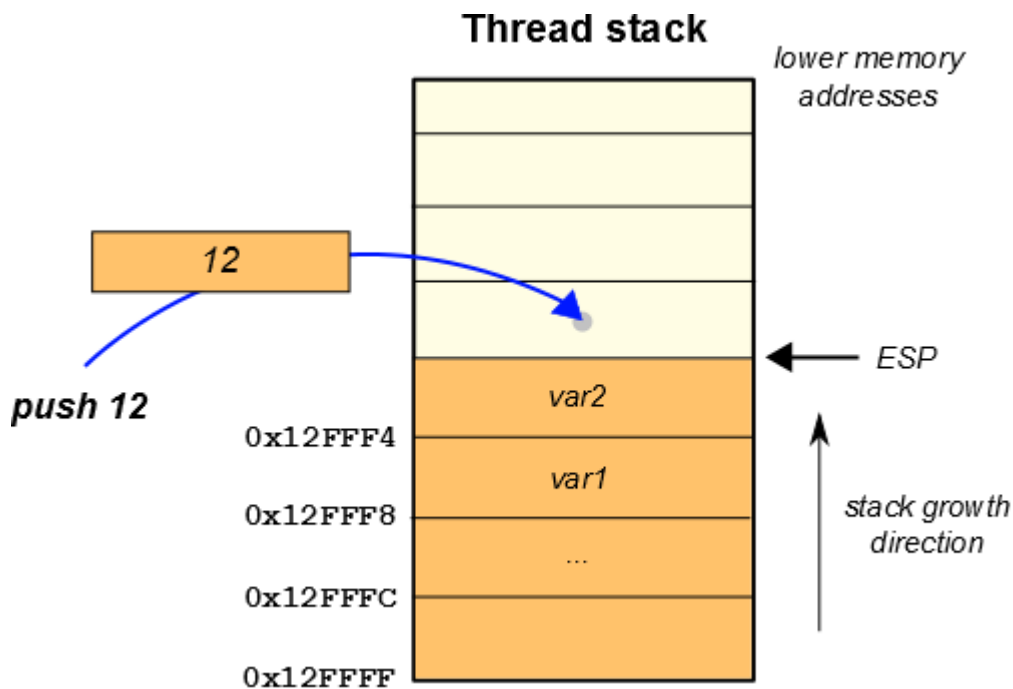 Thread stack
lower memory
addresses
12
push 12
ESP
var2
0x12FFF4
var1
0x12FFF8
stack growth
direction
...
0x12FFFC
0x12FFFF